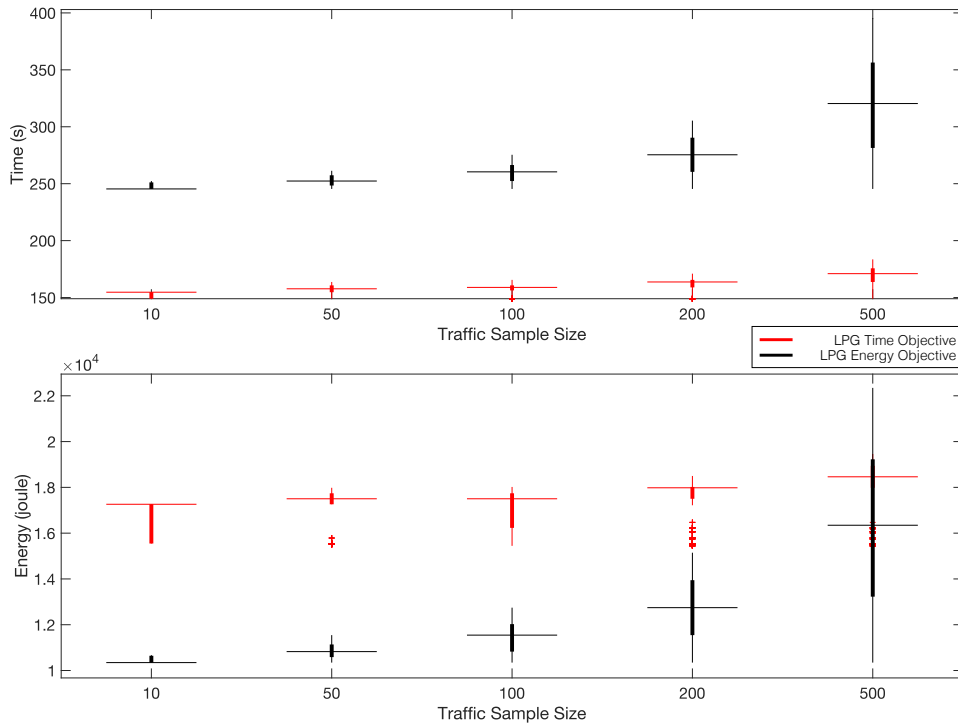 400
350
300
250
200
150
Time (s)
10 50 100 200 500
Traffic Sample Size
LPG Time Objective
LPG Energy Objective
×10^4
2.2
2
1.8
1.6
1.4
1.2
1
Energy (joule)
10 50 100 200 500
Traffic Sample Size